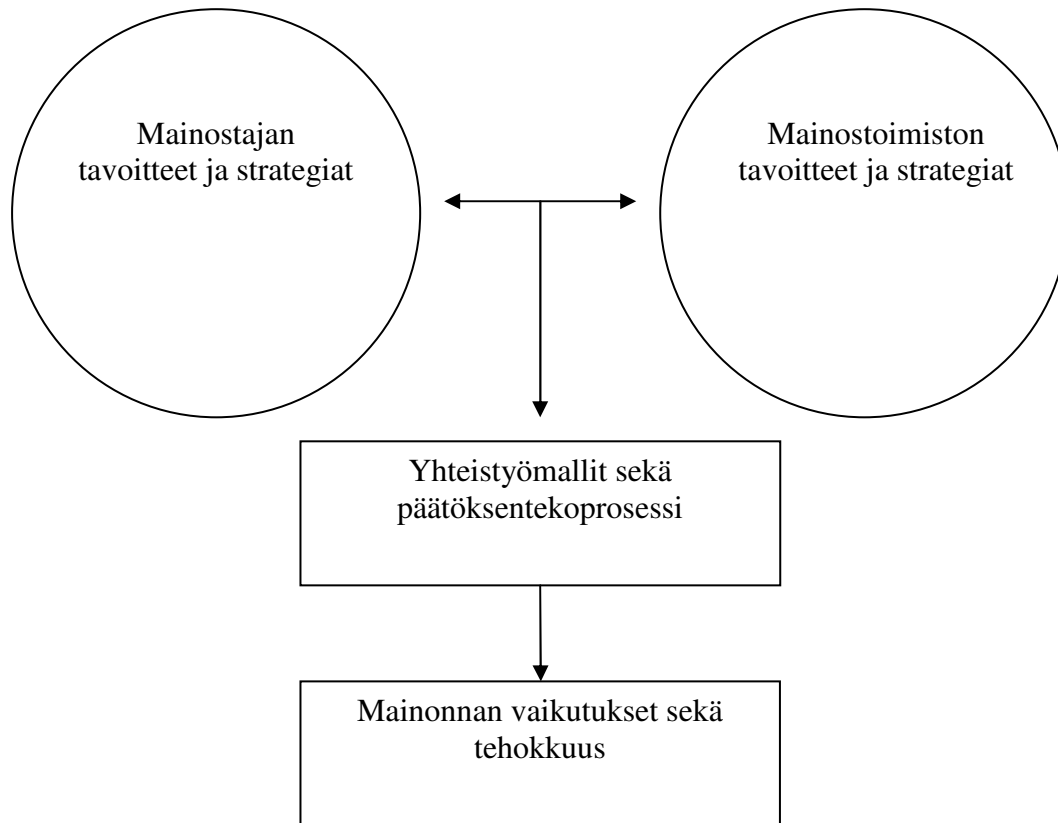 Mainostajan
tavoitteet ja strategiat
Mainostoimiston
tavoitteet ja strategiat
Yhteistyömallit sekä
päätöksentekoprosessi
Mainonnan vaikutukset sekä
tehokkuus